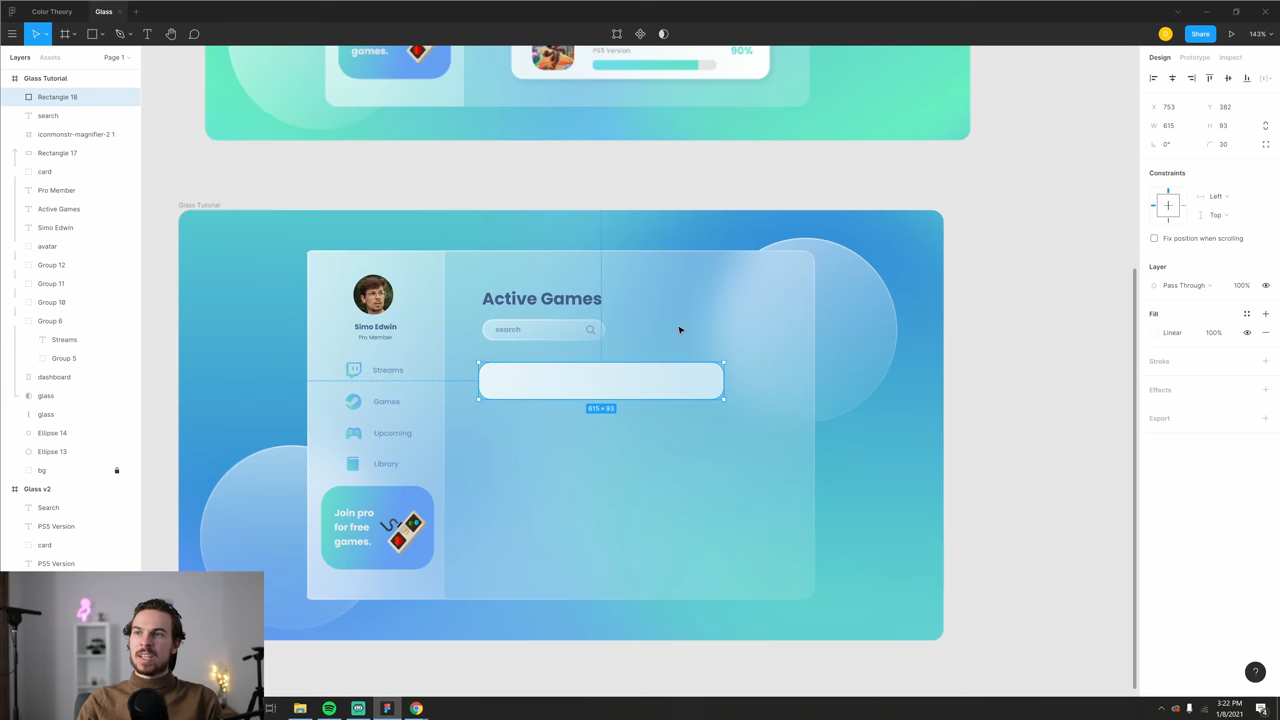 Color Theory
Glass
Share
143%
Layers
Assets
Page 1
Design
Prototype
Inspect
Glass Tutorial
Rectangle 18
search
iconmonstr-magnifier-2 1
Rectangle 17
card
Pro Member
Active Games
Simo Edwin
avatar
Group 12
Group 11
Group 10
Group 6
Streams
Group 5
dashboard
glass
glass
Ellipse 14
Ellipse 13
bg
Glass v2
Search
PS5 Version
card
PS5 Version
games.
PS5 Version
90%
Glass Tutorial
Simo Edwin
Pro Member
Streams
Games
Upcoming
Library
Join pro
for free
games.
Active Games
search
615 × 93
X 753
Y 382
W 615
H 93
0°
30
Constraints
Left
Top
Fix position when scrolling
Layer
Pass Through
100%
Fill
Linear
100%
Stroke
Effects
Export
?
3:22 PM
1/8/2021
4